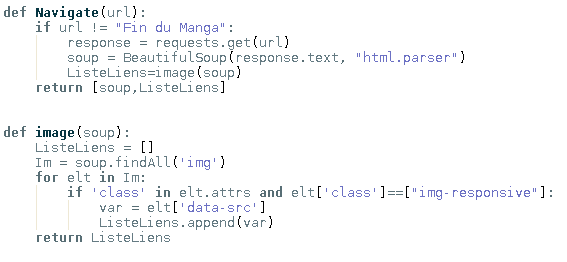 def Navigate(url):
    if url != "Fin du Manga":
        response = requests.get(url)
        soup = BeautifulSoup(response.text, "html.parser")
        ListeLiens=image(soup)
    return [soup,ListeLiens]

def image(soup):
    ListeLiens = []
    Im = soup.findAll('img')
    for elt in Im:
        if 'class' in elt.attrs and elt['class']==["img-responsive"]:
            var = elt['data-src']
            ListeLiens.append(var)
    return ListeLiens